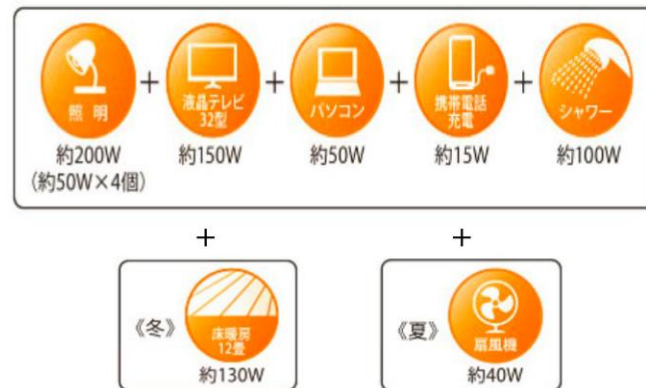 照 明
+
液晶テレビ
32型
+
パソコン
+
携帯電話
充電
+
シャワー
約200W
(約50W×4個)
約150W
約50W
約15W
約100W
+
+
《冬》
床暖房
12畳
約130W
《夏》
扇風機
約40W